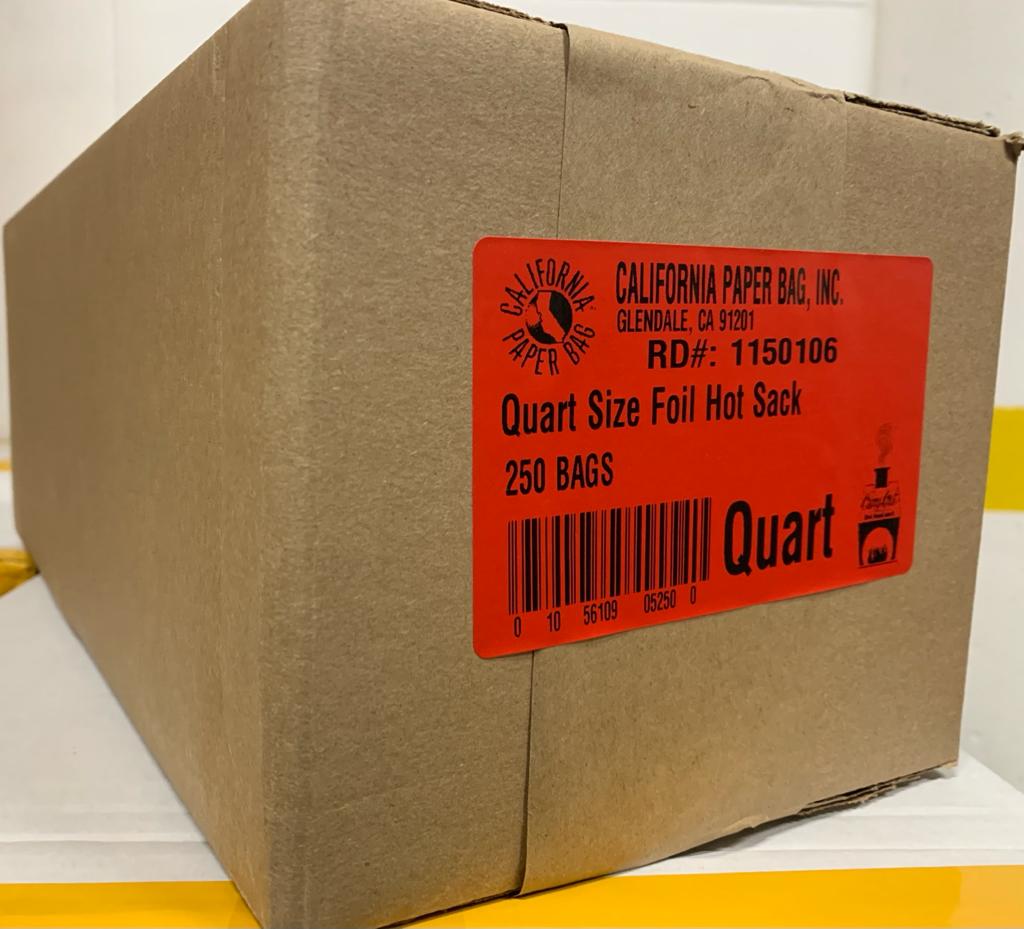 CALIFORNIA PAPER BAG
CALIFORNIA PAPER BAG, INC.
GLENDALE, CA 91201
RD#: 1150106
Quart Size Foil Hot Sack
250 BAGS
Quart
0 10 56109 05250 0